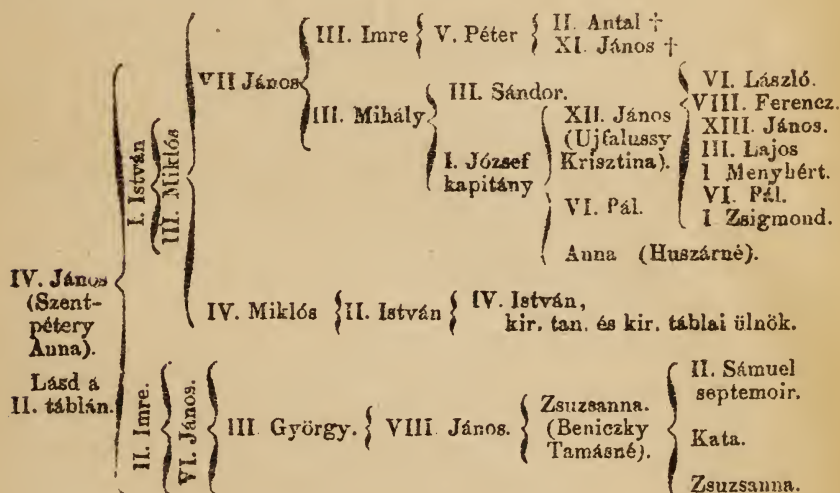 IV. János
(Szent-
pétery
Anna).
Lásd a
II. táblán.
I. István
III. Miklós
VII János
III. Imre
V. Péter
II. Antal †
XI. János †
III. Mihály
III. Sándor.
I. József
kapitány
XII. János
(Ujfalussy
Krisztina).
VI. László.
VIII. Ferencz.
XIII. János.
III. Lajos
I Menyhért.
VI. Pál.
I Zsigmond.
VI. Pál.
Anna (Huszárné).
IV. Miklós
II. István
IV. István,
kir. tan. és kir. táblai ülnök.
II. Imre.
VI. János.
III. György.
VIII. János.
Zsuzsanna.
(Beniczky
Tamásné).
II. Sámuel
septemoir.
Kata.
Zsuzsanna.